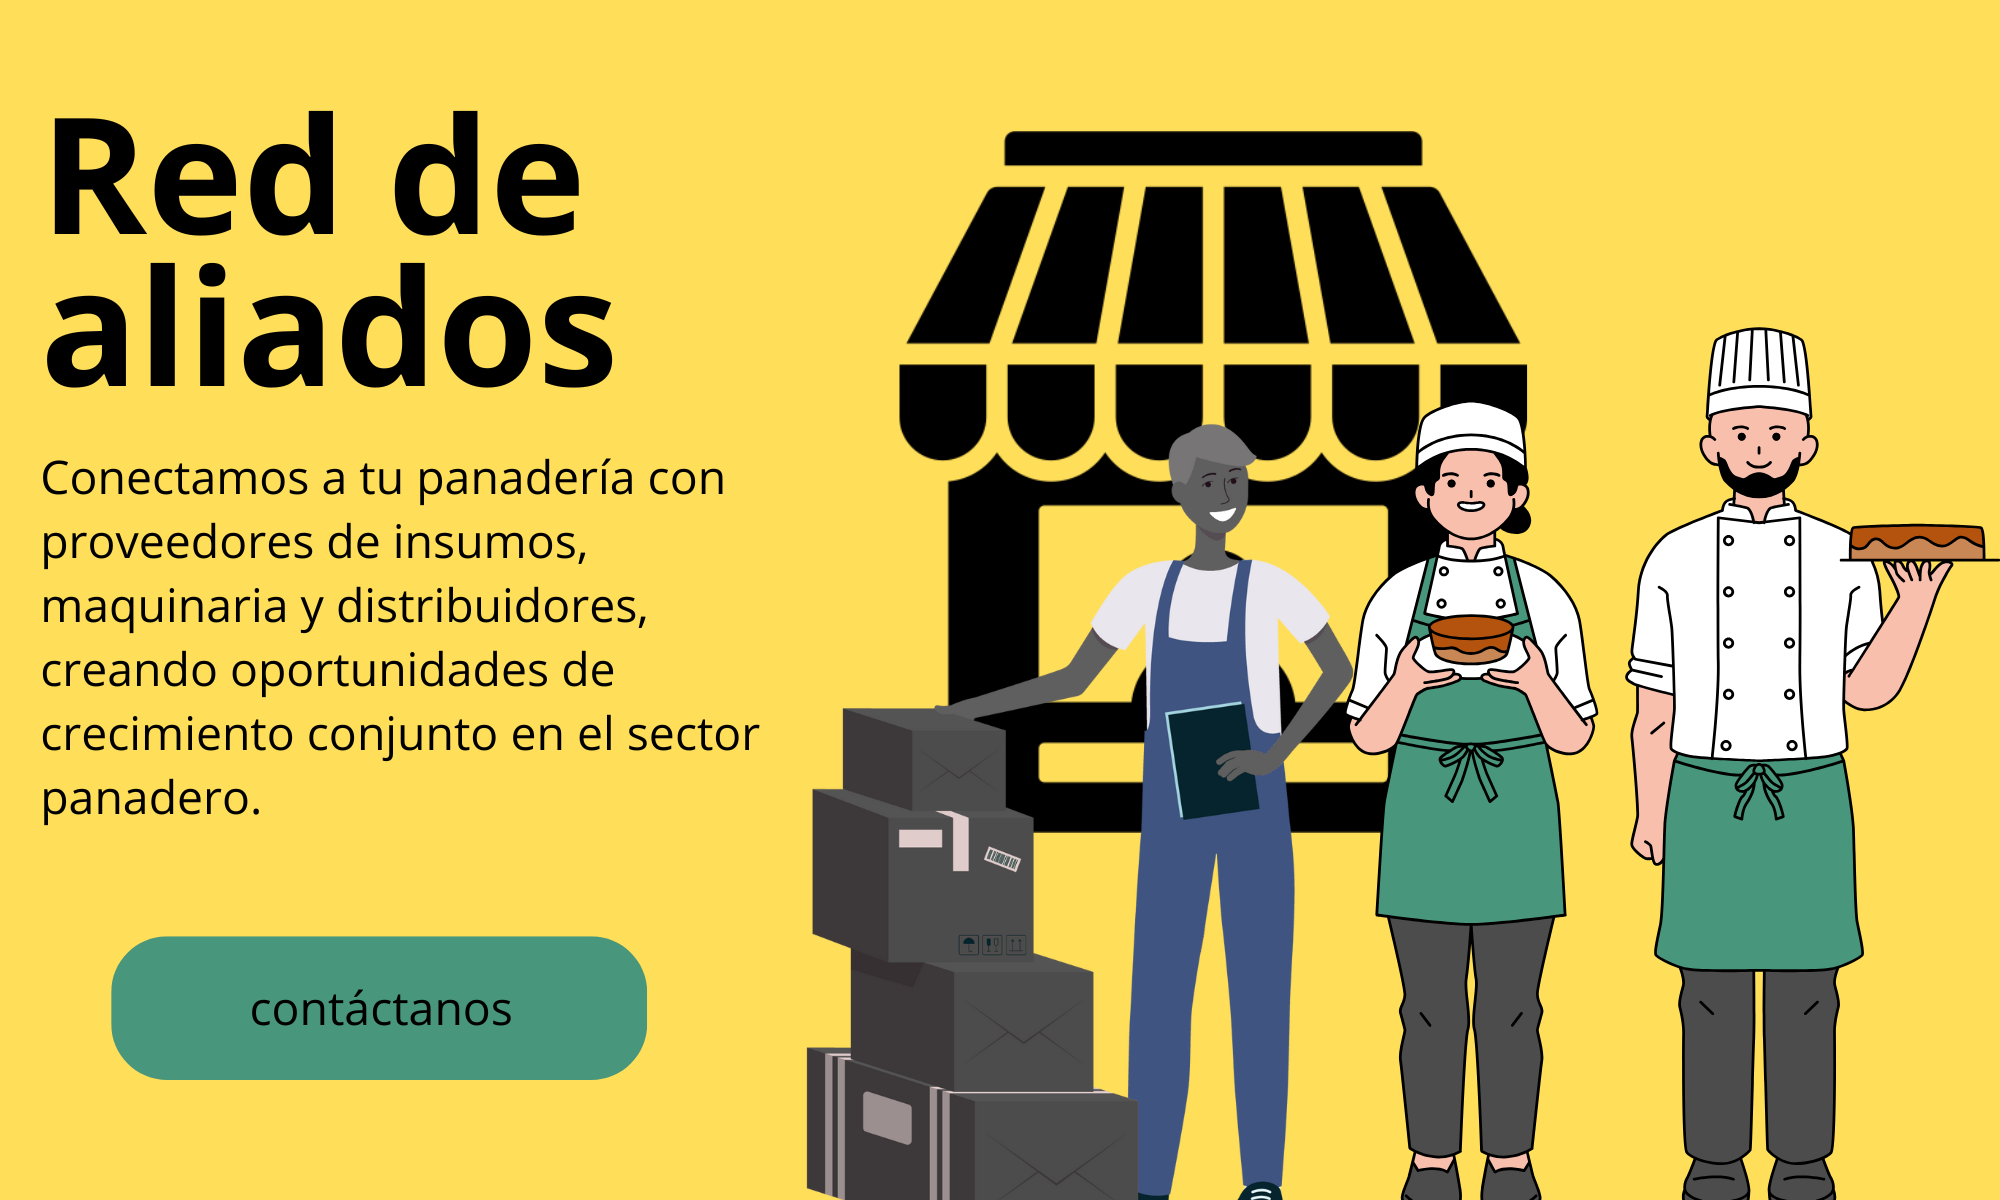 Red de
aliados
Conectamos a tu panadería con
proveedores de insumos,
maquinaria y distribuidores,
creando oportunidades de
crecimiento conjunto en el sector
panadero.
contáctanos